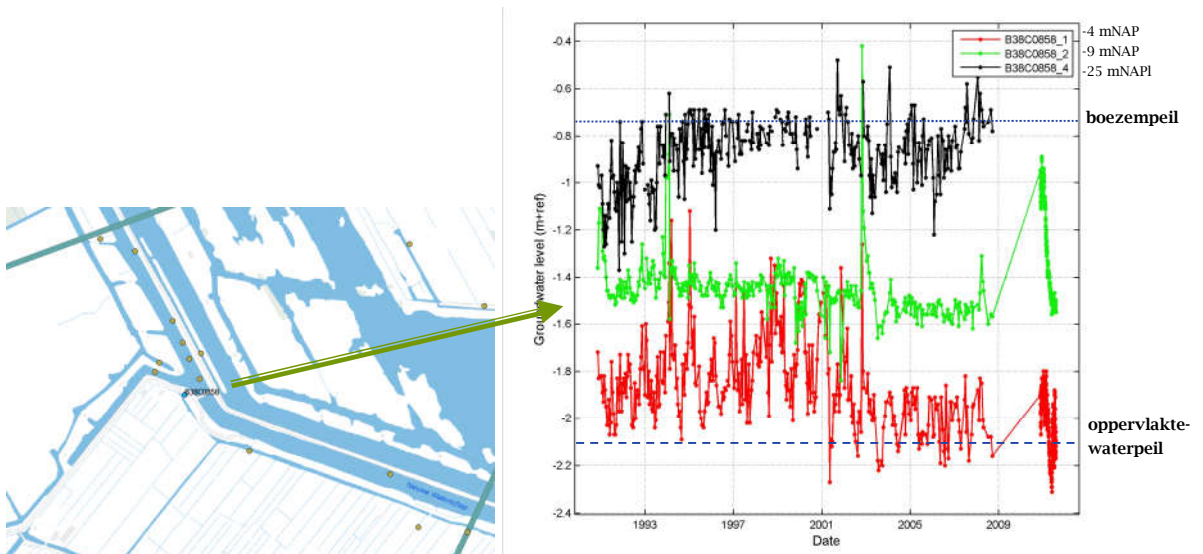 B38C0858
Groundwater level (m+ref)
-0.4
-0.6
-0.8
-1
-1.2
-1.4
-1.6
-1.8
-2
-2.2
-2.4
1993
1997
2001
2005
2009
Date
B38C0858_1
B38C0858_2
B38C0858_4
-4 mNAP
-9 mNAP
-25 mNAPl
boezempeil
oppervlakte-
waterpeil